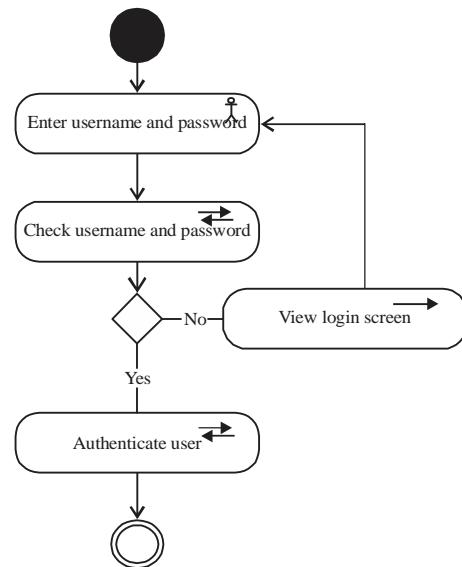 Enter username and password
Check username and password
No
View login screen
Yes
Authenticate user